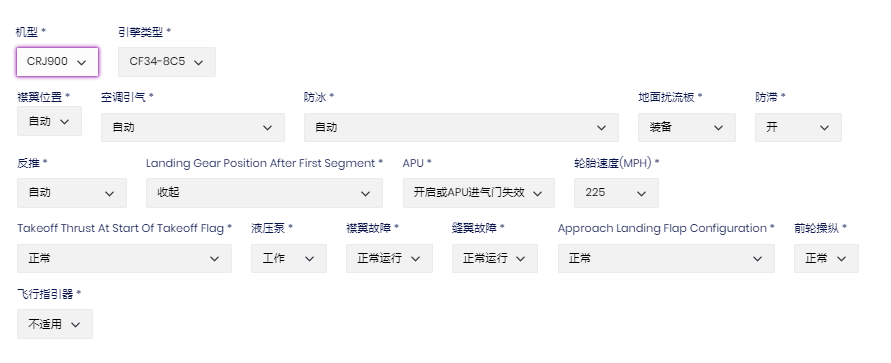 机型 * 引擎类型 *
CRJ900 CF34-8C5
襟翼位置 * 空调引气 * 防冰 * 地面扰流板 * 防滞 *
自动 自动 自动 装备 开
反推 * Landing Gear Position After First Segment * APU * 轮胎速度(MPH) *
自动 收起 开启或APU进气门失效 225
Takeoff Thrust At Start Of Takeoff Flag * 液压泵 * 襟翼故障 * 缝翼故障 * Approach Landing Flap Configuration * 前轮操纵 *
正常 工作 正常运行 正常运行 正常 正常
飞行指引器 *
不适用